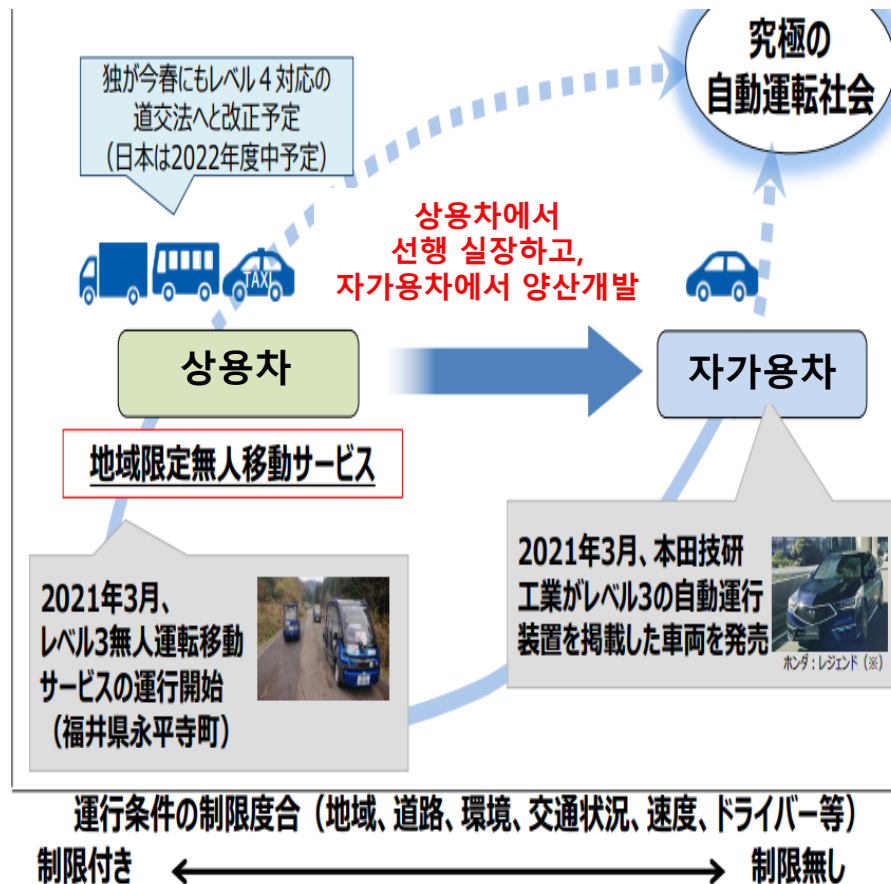 究極の
自動運転社会
独が今春にもレベル4対応の
道交法へと改正予定
(日本は2022年度中予定)
상용차에서
선행 실장하고,
자가용차에서 양산개발
TAXI
상용차
자가용차
地域限定無人移動サービス
2021年3月、
レベル3無人運転移動
サービスの運行開始
(福井県永平寺町)
2021年3月、本田技研
工業がレベル3の自動運行
装置を掲載した車両を発売
ホンダ:レジェンド(※)
運行条件の制限度合(地域、道路、環境、交通状況、速度、ドライバー等)
制限付き
制限無し